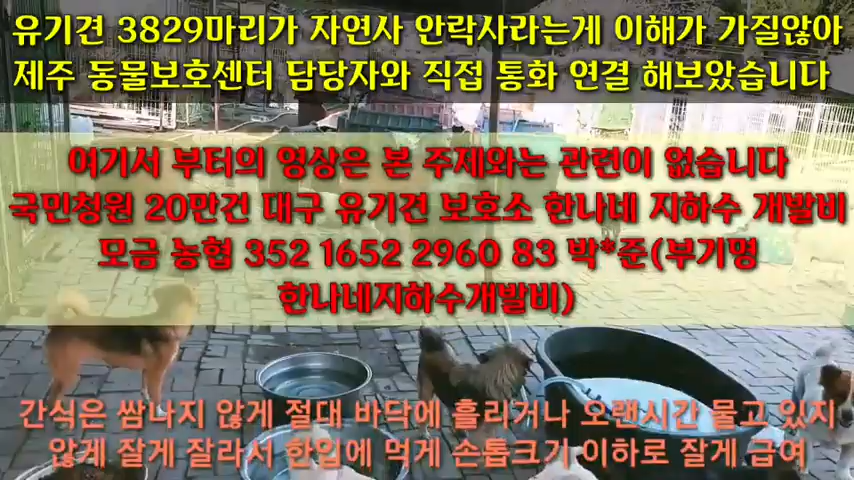 유기견 3829마리가 자연사 안락사라는게 이해가 가질않아
제주 동물보호센터 담당자와 직접 통화 연결 해보았습니다
여기서 부터의 영상은 본 주제와는 관련이 없습니다
국민청원 20만건 대구 유기견 보호소 한나네 지하수 개발비
모금 농협 352 1652 2960 83 박*준(부기명
한나네지하수개발비)
간식은 쌈나지 않게 절대 바닥에 흘리거나 오랜시간 물고 있지
않게 잘게 잘라서 한입에 먹게 손톱크기 이하로 잘게 급여